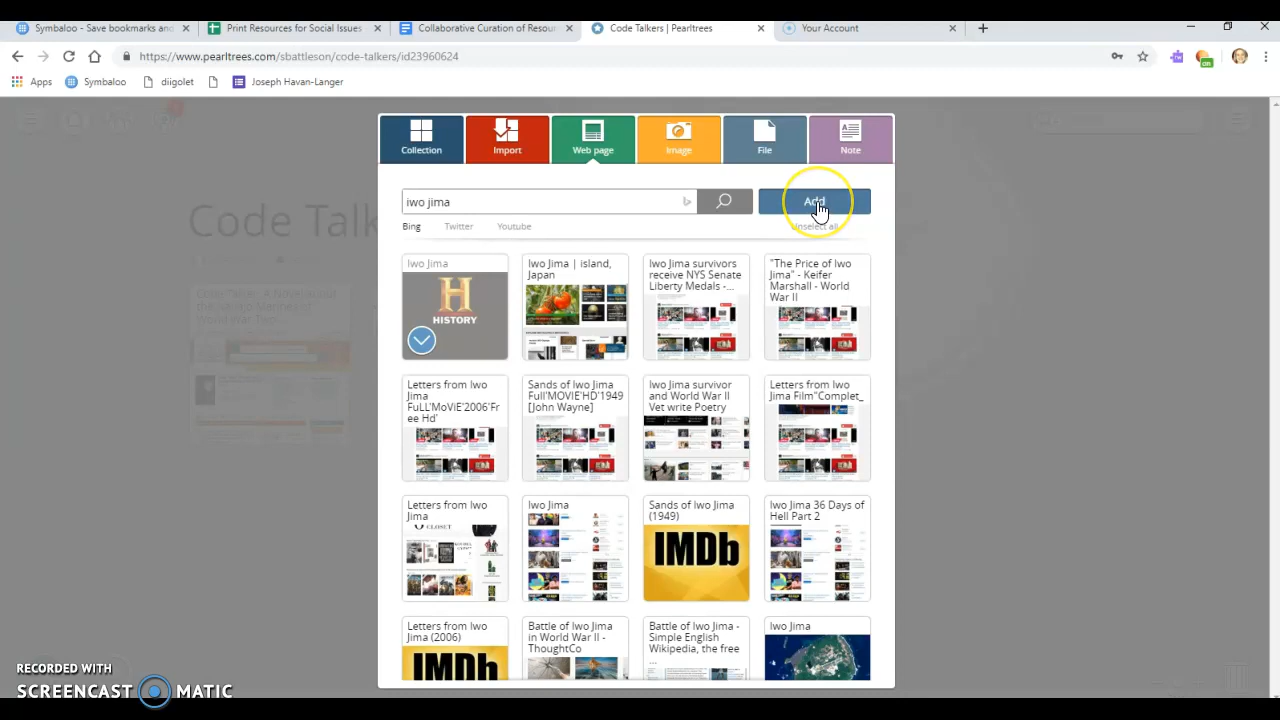 Symbaloo - Save bookmarks and
Print Resources for Social Issues
Collaborative Curation of Resour
Code Talkers | Pearltrees
Your Account
https://www.pearltrees.com/sbattleson/code-talkers/id23960624
Apps
Symbaloo
diigolet
Joseph Havan-Langer
Collection
Import
Web page
Image
File
Note
iwo jima
Add
Bing
Twitter
Youtube
Unselect all
Code Talk
Iwo Jima
HISTORY
Iwo Jima | island,
Japan
Iwo Jima survivors
receive NYS Senate
Liberty Medals -...
"The Price of Iwo
Jima" - Keifer
Marshall - World
War II
Letters from Iwo
Jima
FuLL'MoViE'2006'Fr
ee Hd'
Sands of Iwo Jima
Full'MOVIE'HD'1949
[John Wayne]
Iwo Jima survivor
and World War II
Vet write Poetry
Letters from Iwo
Jima Film"Complet_
Letters from Iwo
Jima
Iwo Jima
Sands of Iwo Jima
(1949)
IMDb
Iwo Jima 36 Days of
Hell Part 2
Letters from Iwo
Jima (2006)
IMDb
Battle of Iwo Jima
in World War II -
ThoughtCo
Battle of Iwo Jima -
Simple English
Wikipedia, the free
...
Iwo Jima
RECORDED WITH
SCREENCAST MATIC